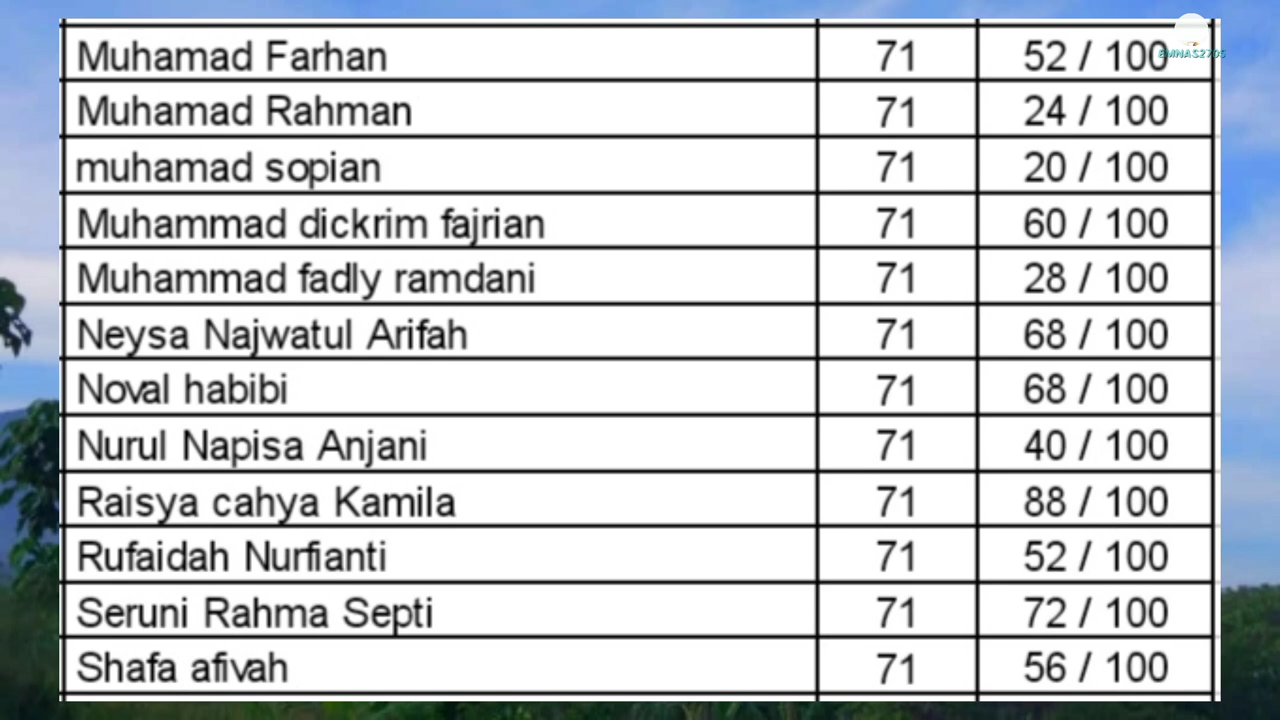 Muhamad Farhan 71 52 / 100
Muhamad Rahman 71 24 / 100
muhamad sopian 71 20 / 100
Muhammad dickrim fajrian 71 60 / 100
Muhammad fadly ramdani 71 28 / 100
Neysa Najwatul Arifah 71 68 / 100
Noval habibi 71 68 / 100
Nurul Napisa Anjani 71 40 / 100
Raisya cahya Kamila 71 88 / 100
Rufaidah Nurfianti 71 52 / 100
Seruni Rahma Septi 71 72 / 100
Shafa afivah 71 56 / 100